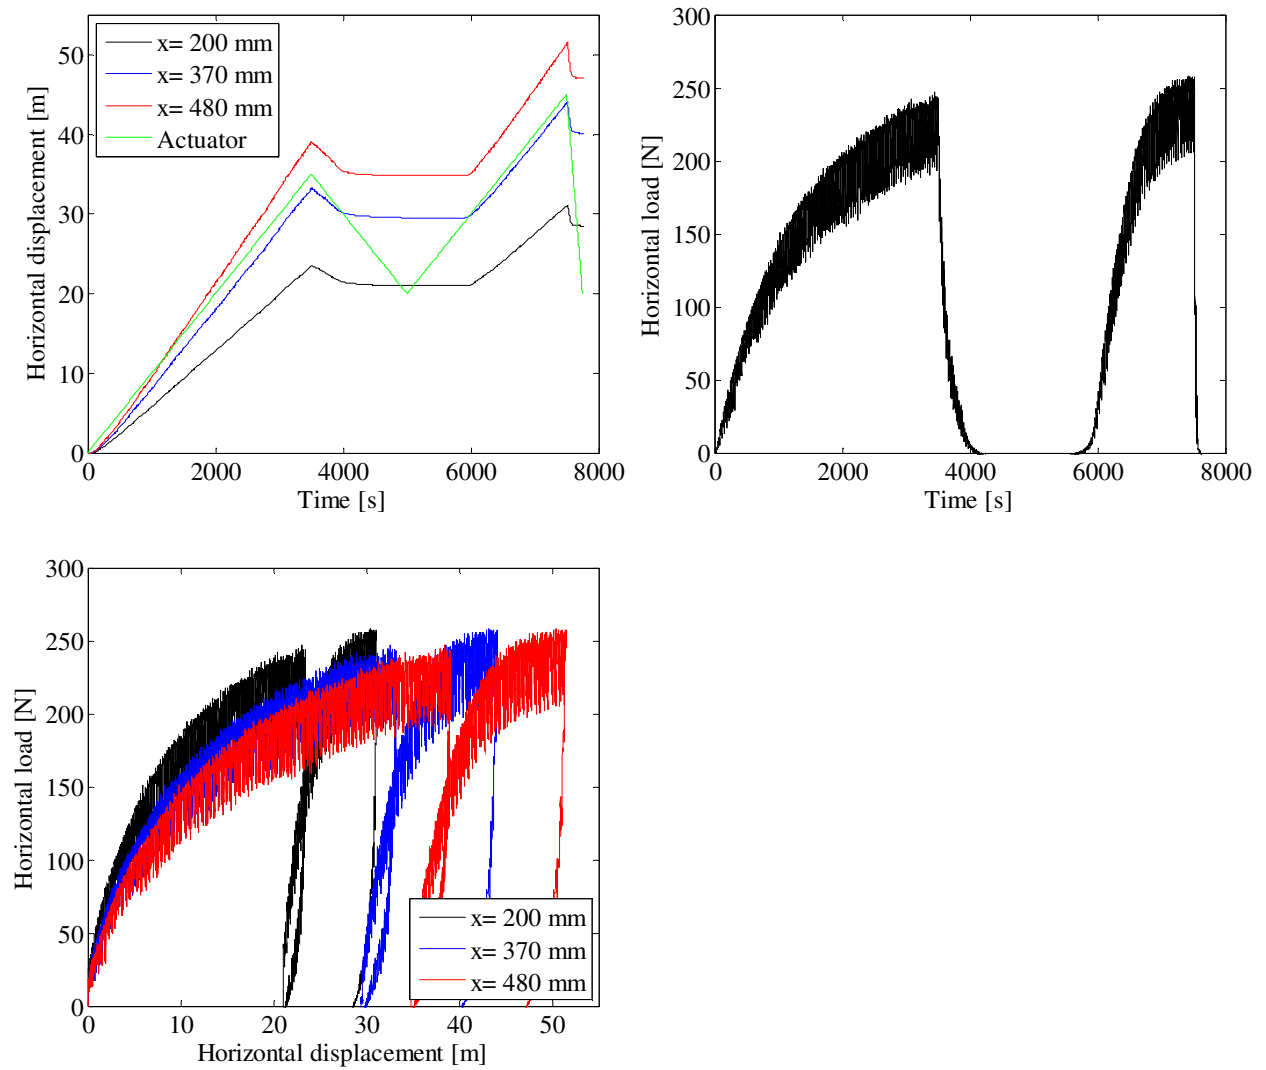 50
40
30
20
10
0
Horizontal displacement [m]
x= 200 mm
x= 370 mm
x= 480 mm
Actuator
0 2000 4000 6000 8000
Time [s]
300
250
200
150
100
50
0
Horizontal load [N]
0 2000 4000 6000 8000
Time [s]
300
250
200
150
100
50
0
Horizontal load [N]
x= 200 mm
x= 370 mm
x= 480 mm
0 10 20 30 40 50
Horizontal displacement [m]